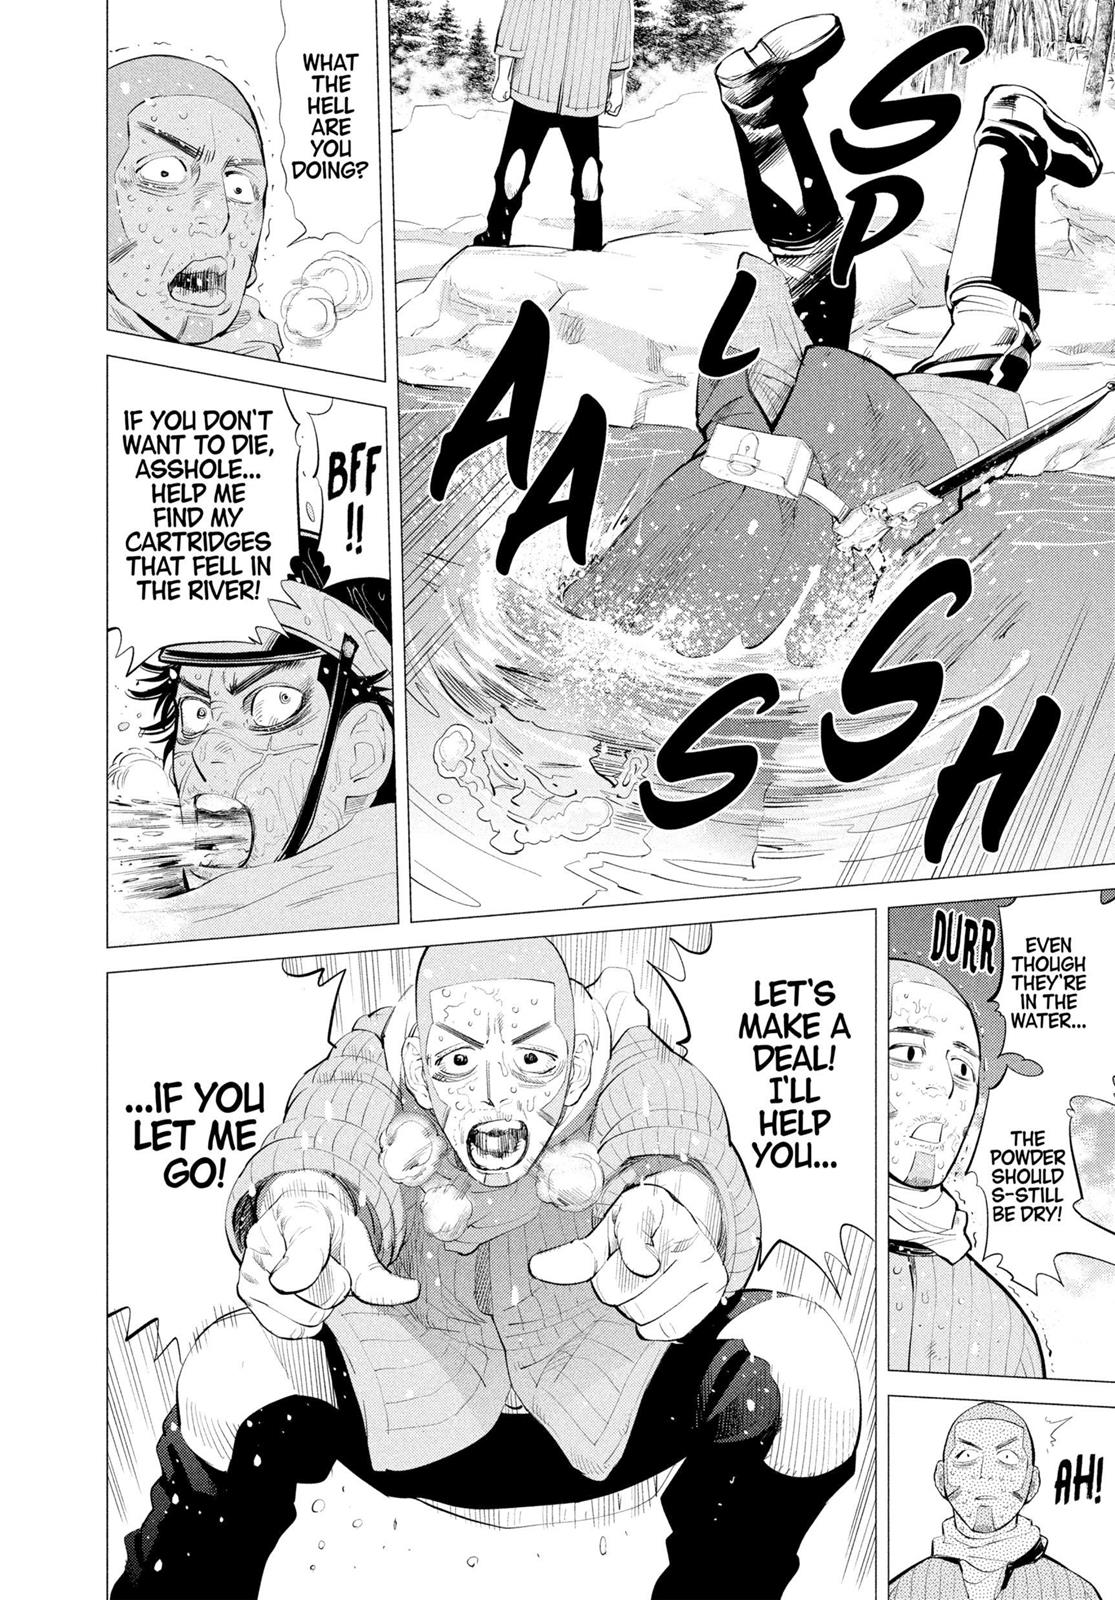 SPLAASSSH
WHAT
THE
HELL
ARE
YOU
DOING?
BFF
!!
IF YOU DON'T
WANT TO DIE,
ASSHOLE...
HELP ME
FIND MY
CARTRIDGES
THAT FELL IN
THE RIVER!
DURR
EVEN
THOUGH
THEY'RE
IN THE
WATER...
THE
POWDER
SHOULD
S-STILL
BE DRY!
AH!
LET'S
MAKE A
DEAL!
I'LL
HELP
YOU...
...IF YOU
LET ME
GO!